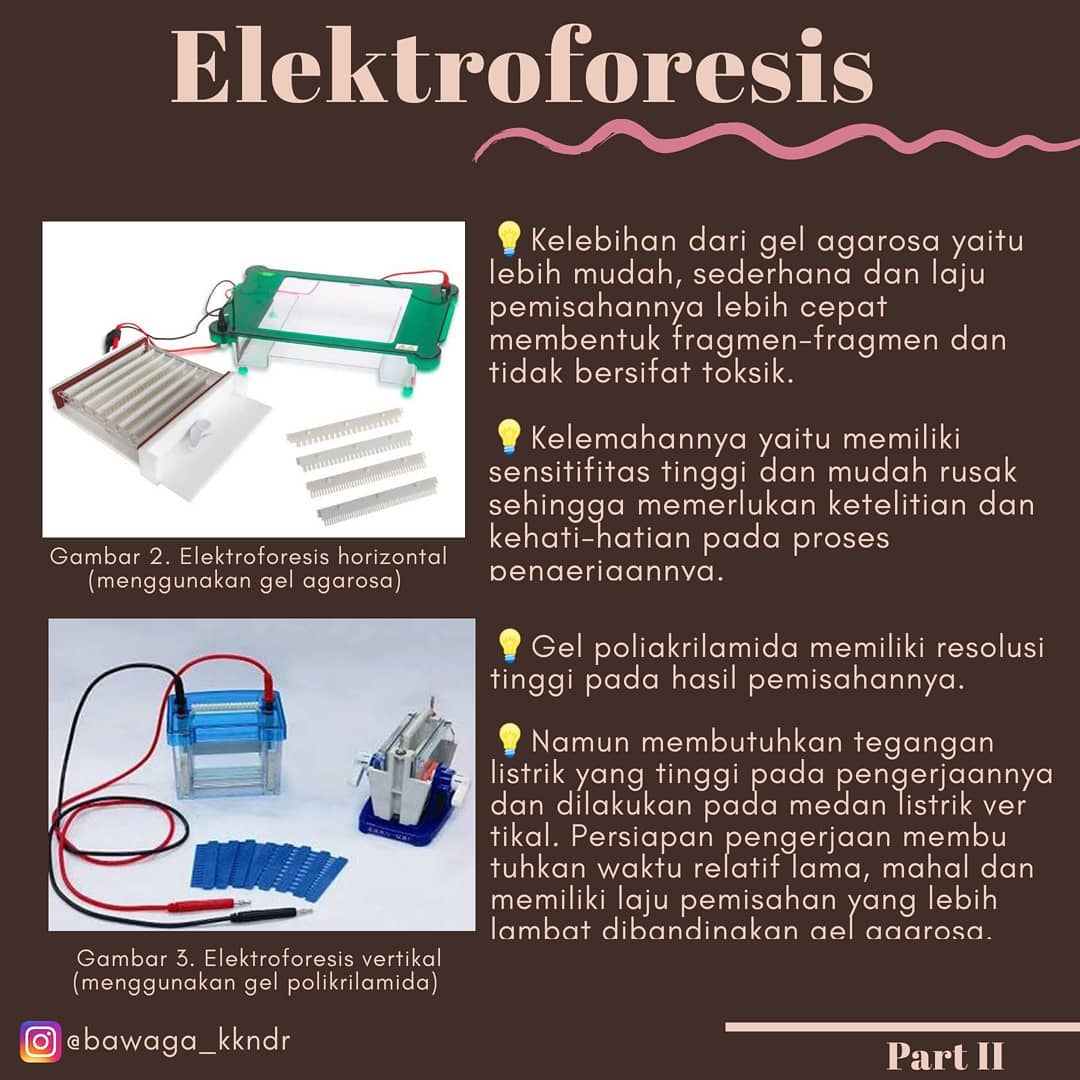 Elektroforesis
💡Kelebihan dari gel agarosa yaitu
lebih mudah, sederhana dan laju
pemisahannya lebih cepat
membentuk fragmen-fragmen dan
tidak bersifat toksik.
💡Kelemahannya yaitu memiliki
sensitifitas tinggi dan mudah rusak
sehingga memerlukan ketelitian dan
kehati-hatian pada proses
pengerjaannya.
Gambar 2. Elektroforesis horizontal
(menggunakan gel agarosa)
💡Gel poliakrilamida memiliki resolusi
tinggi pada hasil pemisahannya.
💡Namun membutuhkan tegangan
listrik yang tinggi pada pengerjaannya
dan dilakukan pada medan listrik ver
tikal. Persiapan pengerjaan membu
tuhkan waktu relatif lama, mahal dan
memiliki laju pemisahan yang lebih
lambat dibandingkan gel agarosa.
Gambar 3. Elektroforesis vertikal
(menggunakan gel polikrilamida)
@bawaga_kkndr
Part II